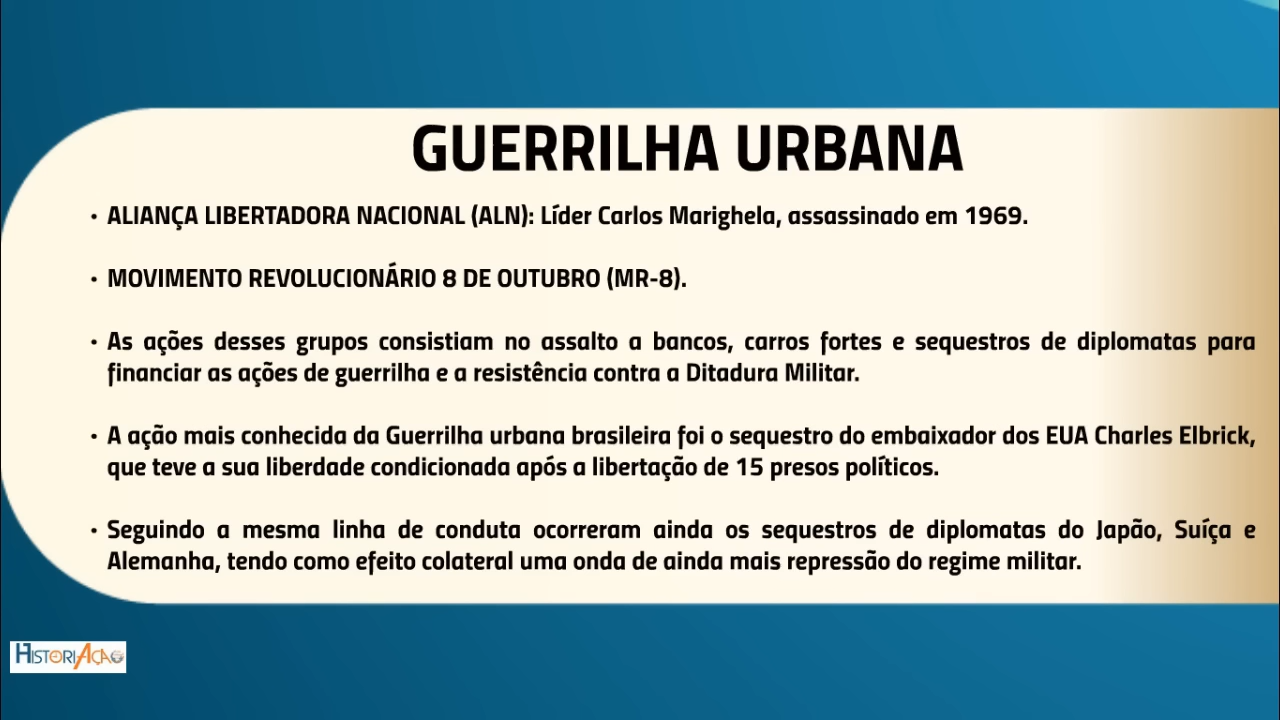 GUERRILHA URBANA
• ALIANÇA LIBERTADORA NACIONAL (ALN): Líder Carlos Marighela, assassinado em 1969.
• MOVIMENTO REVOLUCIONÁRIO 8 DE OUTUBRO (MR-8).
• As ações desses grupos consistiam no assalto a bancos, carros fortes e sequestros de diplomatas para
financiar as ações de guerrilha e a resistência contra a Ditadura Militar.
• A ação mais conhecida da Guerrilha urbana brasileira foi o sequestro do embaixador dos EUA Charles Elbrick,
que teve a sua liberdade condicionada após a libertação de 15 presos políticos.
• Seguindo a mesma linha de conduta ocorreram ainda os sequestros de diplomatas do Japão, Suíça e
Alemanha, tendo como efeito colateral uma onda de ainda mais repressão do regime militar.
HISTORIAÇÃO